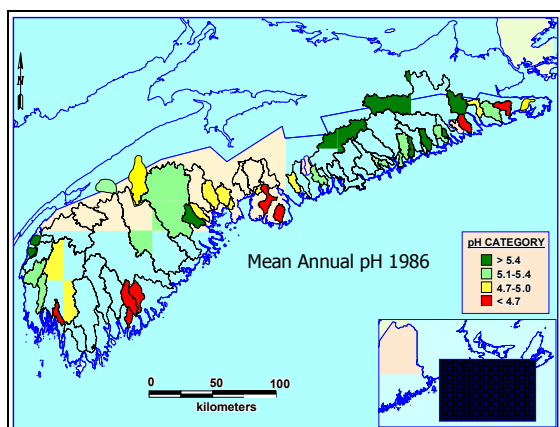 Mean Annual pH 1986
pH CATEGORY
> 5.4
5.1-5.4
4.7-5.0
< 4.7
0 50 100
kilometers